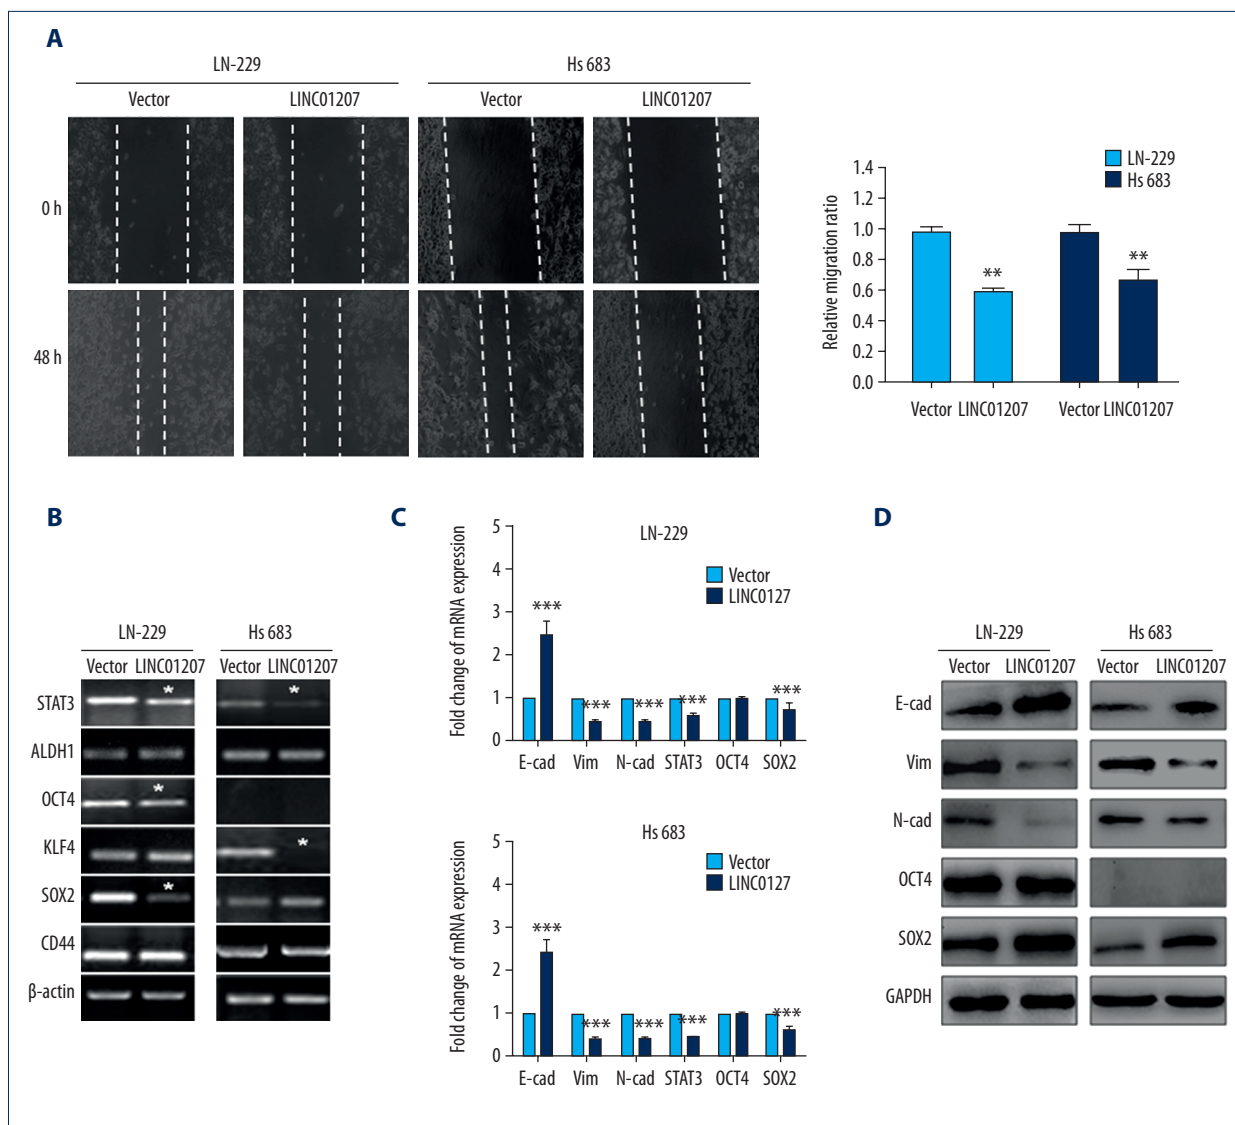 A
LN-229 Hs 683
Vector LINC01207 Vector LINC01207
0 h
48 h
Relative migration ratio
1.4
1.2
1.0
0.8
0.6
0.4
0.2
0.0
LN-229
Hs 683
**
**
Vector LINC01207 Vector LINC01207
B
LN-229 Hs 683
Vector LINC01207 Vector LINC01207
STAT3 * *
ALDH1
OCT4 *
KLF4 *
SOX2 *
CD44
β-actin
C
LN-229
Fold change of mRNA expression
5
4
3
2
1
0
Vector
LINC0127
*** *** *** *** ***
E-cad Vim N-cad STAT3 OCT4 SOX2
Hs 683
Fold change of mRNA expression
5
4
3
2
1
0
Vector
LINC0127
*** *** *** *** ***
E-cad Vim N-cad STAT3 OCT4 SOX2
D
LN-229 Hs 683
Vector LINC01207 Vector LINC01207
E-cad
Vim
N-cad
OCT4
SOX2
GAPDH